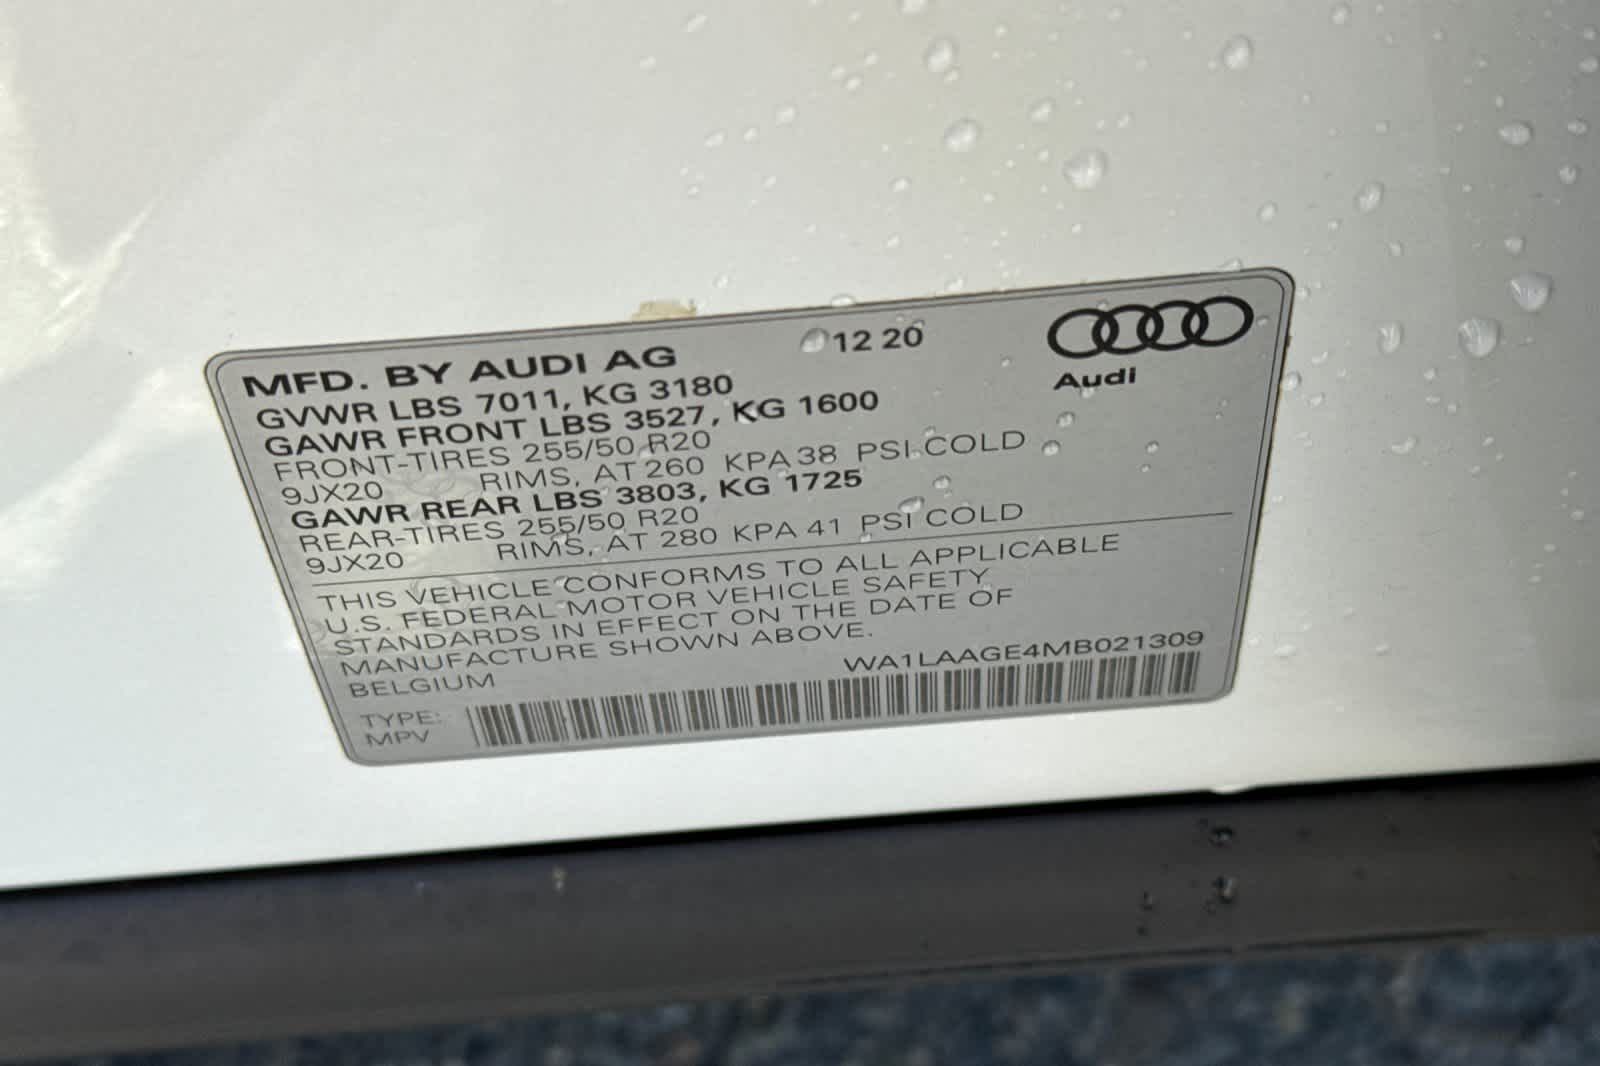 MFD. BY AUDI AG 12 20
Audi
GVWR LBS 7011, KG 3180
GAWR FRONT LBS 3527, KG 1600
FRONT-TIRES 255/50 R20
9JX20 RIMS, AT 260 KPA 38 PSI COLD
GAWR REAR LBS 3803, KG 1725
REAR-TIRES 255/50 R20
9JX20 RIMS, AT 280 KPA 41 PSI COLD
THIS VEHICLE CONFORMS TO ALL APPLICABLE
U.S. FEDERAL MOTOR VEHICLE SAFETY
STANDARDS IN EFFECT ON THE DATE OF
MANUFACTURE SHOWN ABOVE.
BELGIUM WA1LAAGE4MB021309
TYPE:
MPV